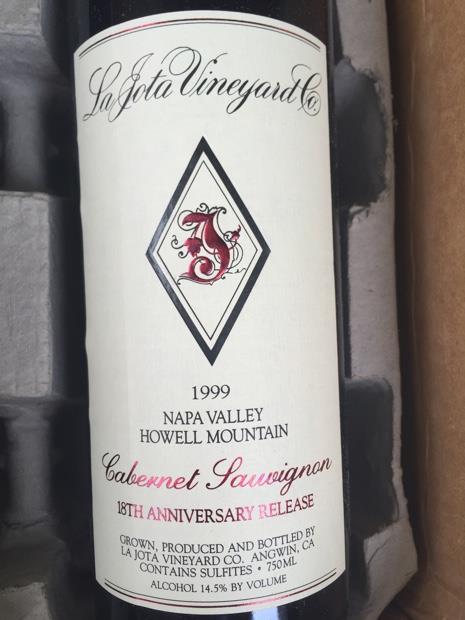 La Jota Vineyard Co.
J
1999
NAPA VALLEY
HOWELL MOUNTAIN
Cabernet Sauvignon
18TH ANNIVERSARY RELEASE
GROWN, PRODUCED AND BOTTLED BY
LA JOTA VINEYARD CO. ANGWIN, CA
CONTAINS SULFITES • 750ML
ALCOHOL 14.5% BY VOLUME